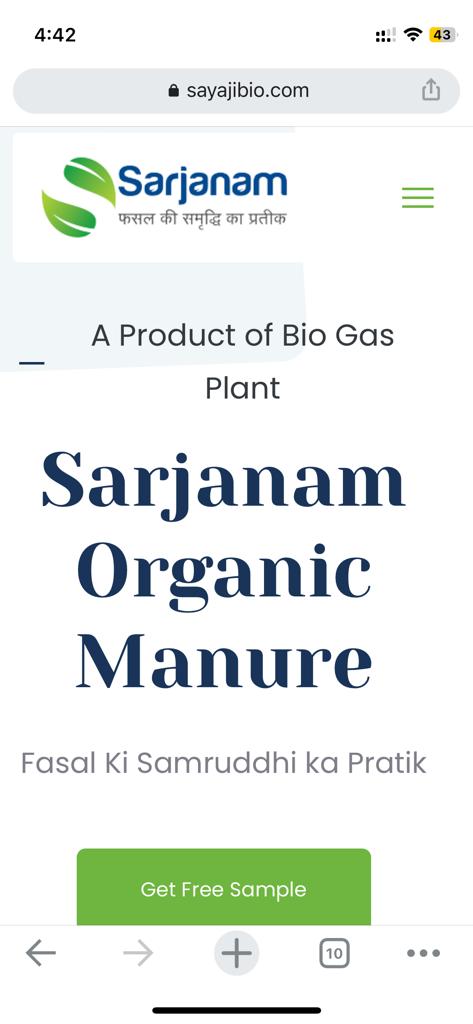 4:42
43
sayajibio.com
Sarjanam
फसल की समृद्धि का प्रतीक
A Product of Bio Gas
Plant
Sarjanam
Organic
Manure
Fasal Ki Samruddhi ka Pratik
Get Free Sample
10